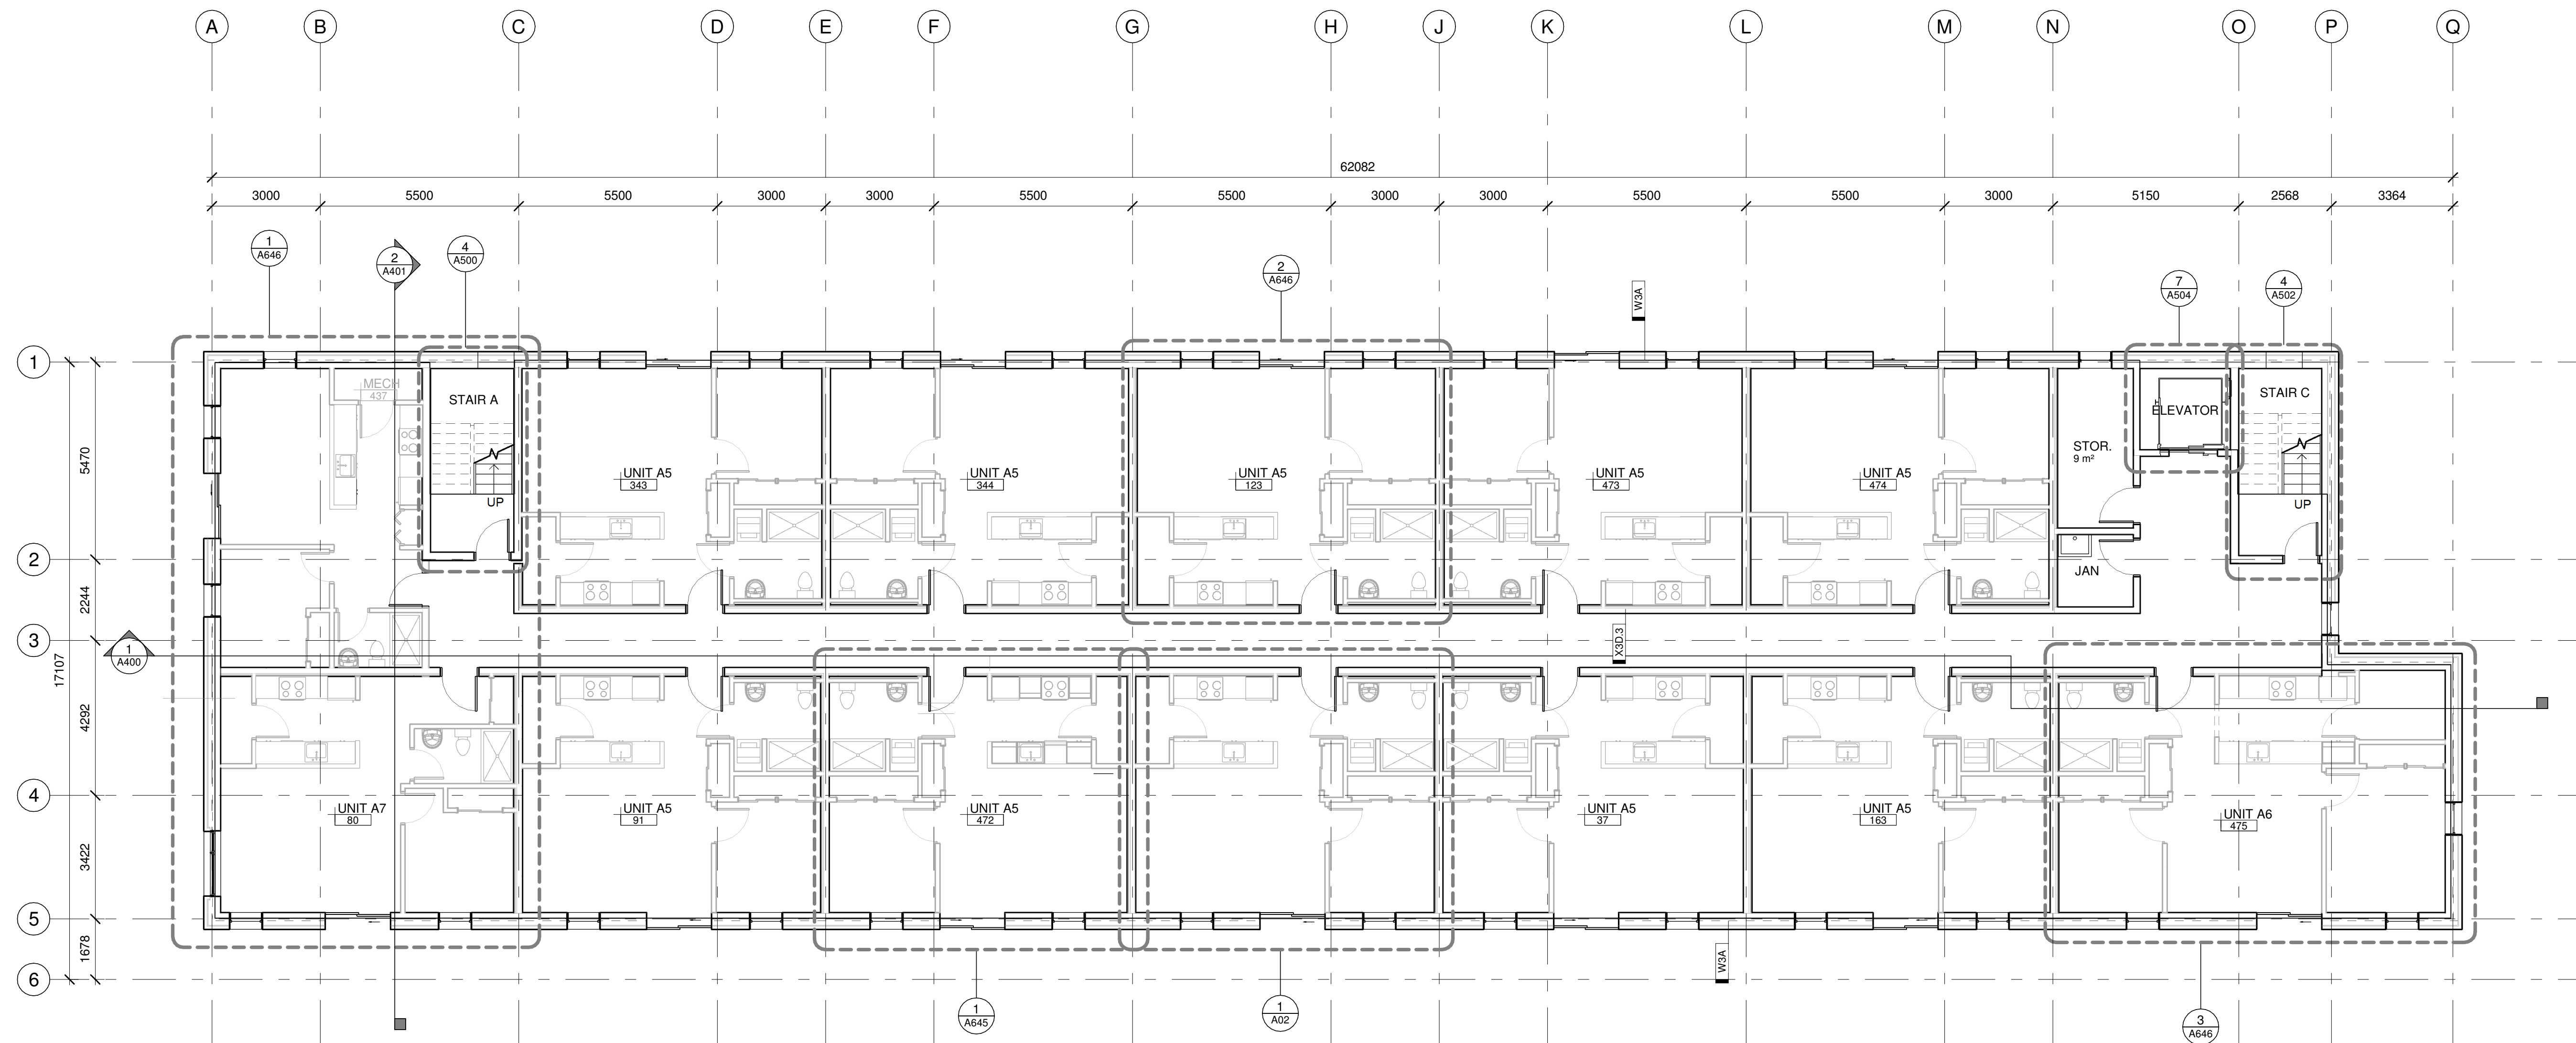 A B C D E F G H J K L M N O P Q
62082
3000 5500 5500 3000 3000 5500 5500 3000 3000 5500 5500 3000 5150 2568 3364
1
A646
2
A401
4
A500
2
A646
W3A
7
A504
4
A502
1
2
3
4
5
6
5470
2244
4292
3422
1678
17107
MECH
437
STAIR A
UP
UNIT A5
343
UNIT A5
344
UNIT A5
123
UNIT A5
473
UNIT A5
474
STOR.
9 m²
ELEVATOR
STAIR C
UP
JAN
1
A400
X3D.3
UNIT A7
80
UNIT A5
91
UNIT A5
472
UNIT A5
37
UNIT A5
163
UNIT A6
475
W3A
1
A645
1
A02
3
A646